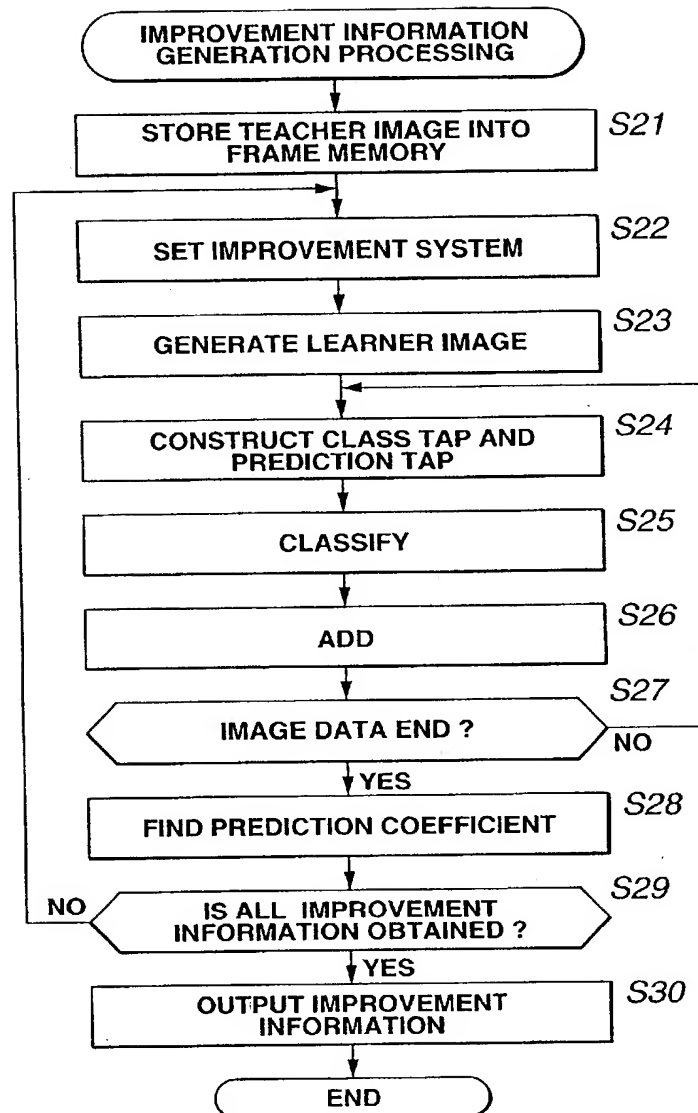 IMPROVEMENT INFORMATION
GENERATION PROCESSING
STORE TEACHER IMAGE INTO
FRAME MEMORY
S21
SET IMPROVEMENT SYSTEM
S22
GENERATE LEARNER IMAGE
S23
CONSTRUCT CLASS TAP AND
PREDICTION TAP
S24
CLASSIFY
S25
ADD
S26
IMAGE DATA END ?
S27
NO
YES
FIND PREDICTION COEFFICIENT
S28
IS ALL IMPROVEMENT
INFORMATION OBTAINED ?
S29
NO
YES
OUTPUT IMPROVEMENT
INFORMATION
S30
END